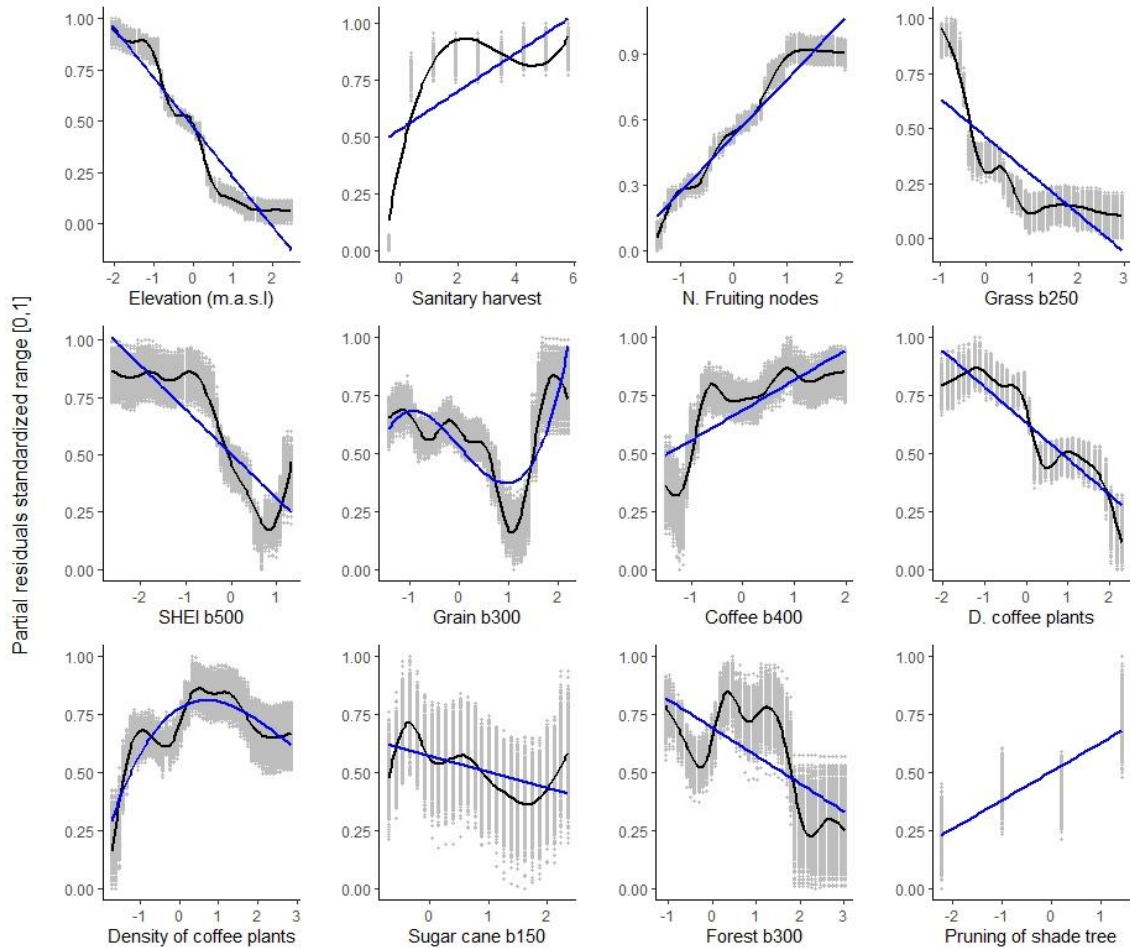 Partial residuals standardized range [0,1]
1.00
0.75
0.50
0.25
0.00
-2 -1 0 1 2
Elevation (m.a.s.l)
1.00
0.75
0.50
0.25
0.00
0 2 4 6
Sanitary harvest
0.9
0.6
0.3
0.0
-1 0 1 2
N. Fruiting nodes
1.00
0.75
0.50
0.25
0.00
-1 0 1 2 3
Grass b250
1.00
0.75
0.50
0.25
0.00
-2 -1 0 1
SHEI b500
1.00
0.75
0.50
0.25
0.00
-1 0 1 2
Grain b300
1.00
0.75
0.50
0.25
0.00
-1 0 1 2
Coffee b400
1.00
0.75
0.50
0.25
0.00
-2 -1 0 1 2
D. coffee plants
1.00
0.75
0.50
0.25
0.00
-1 0 1 2 3
Density of coffee plants
1.00
0.75
0.50
0.25
0.00
0 1 2
Sugar cane b150
1.00
0.75
0.50
0.25
0.00
-1 0 1 2 3
Forest b300
1.00
0.75
0.50
0.25
0.00
-2 -1 0 1
Pruning of shade tree